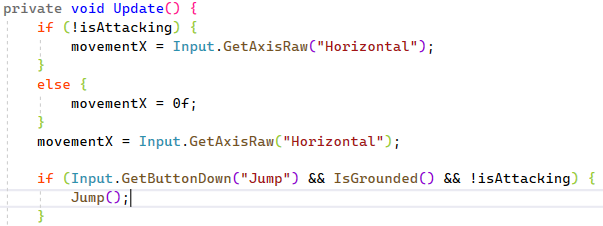 private void Update() {
    if (!isAttacking) {
        movementX = Input.GetAxisRaw("Horizontal");
    }
    else {
        movementX = 0f;
    }
    movementX = Input.GetAxisRaw("Horizontal");

    if (Input.GetButtonDown("Jump") && IsGrounded() && !isAttacking) {
        Jump();
    }